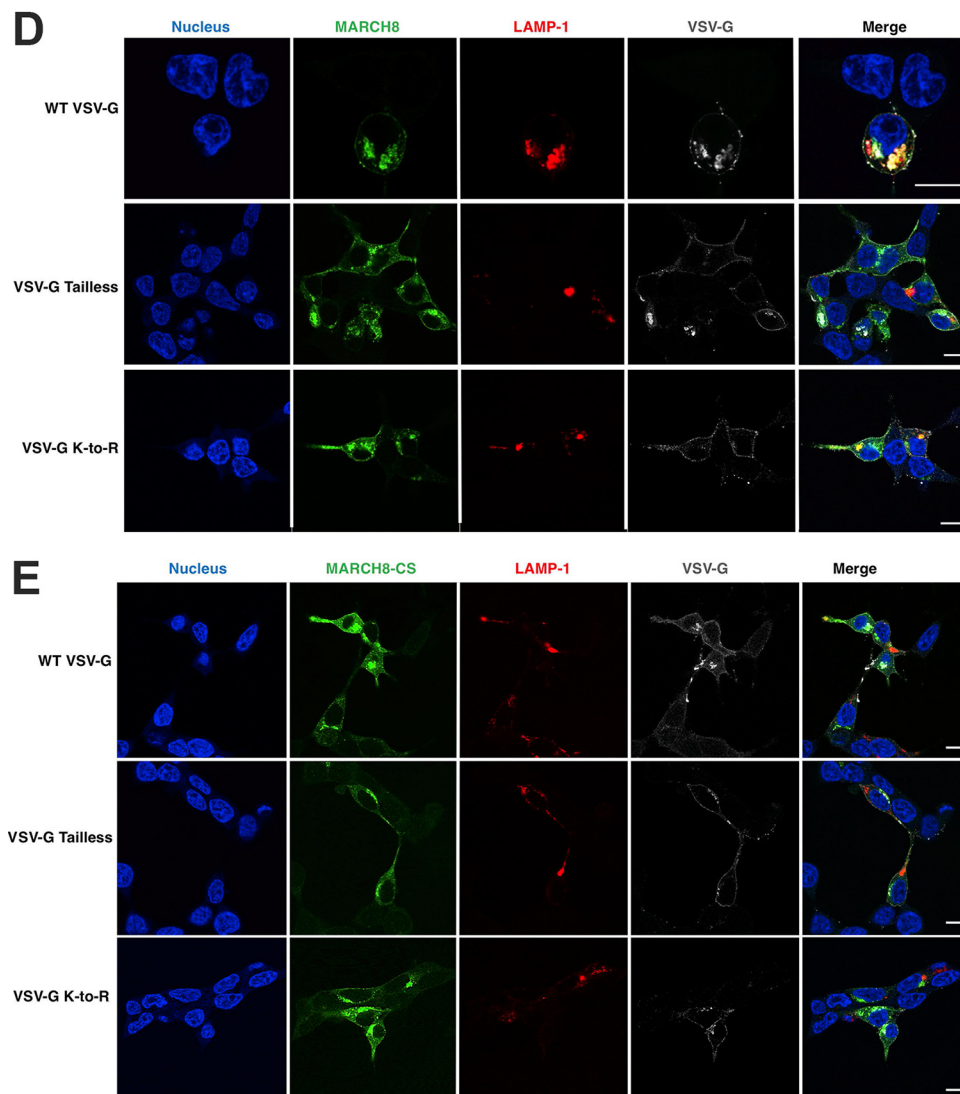 D
Nucleus MARCH8 LAMP-1 VSV-G Merge
WT VSV-G
VSV-G Tailless
VSV-G K-to-R
E
Nucleus MARCH8-CS LAMP-1 VSV-G Merge
WT VSV-G
VSV-G Tailless
VSV-G K-to-R